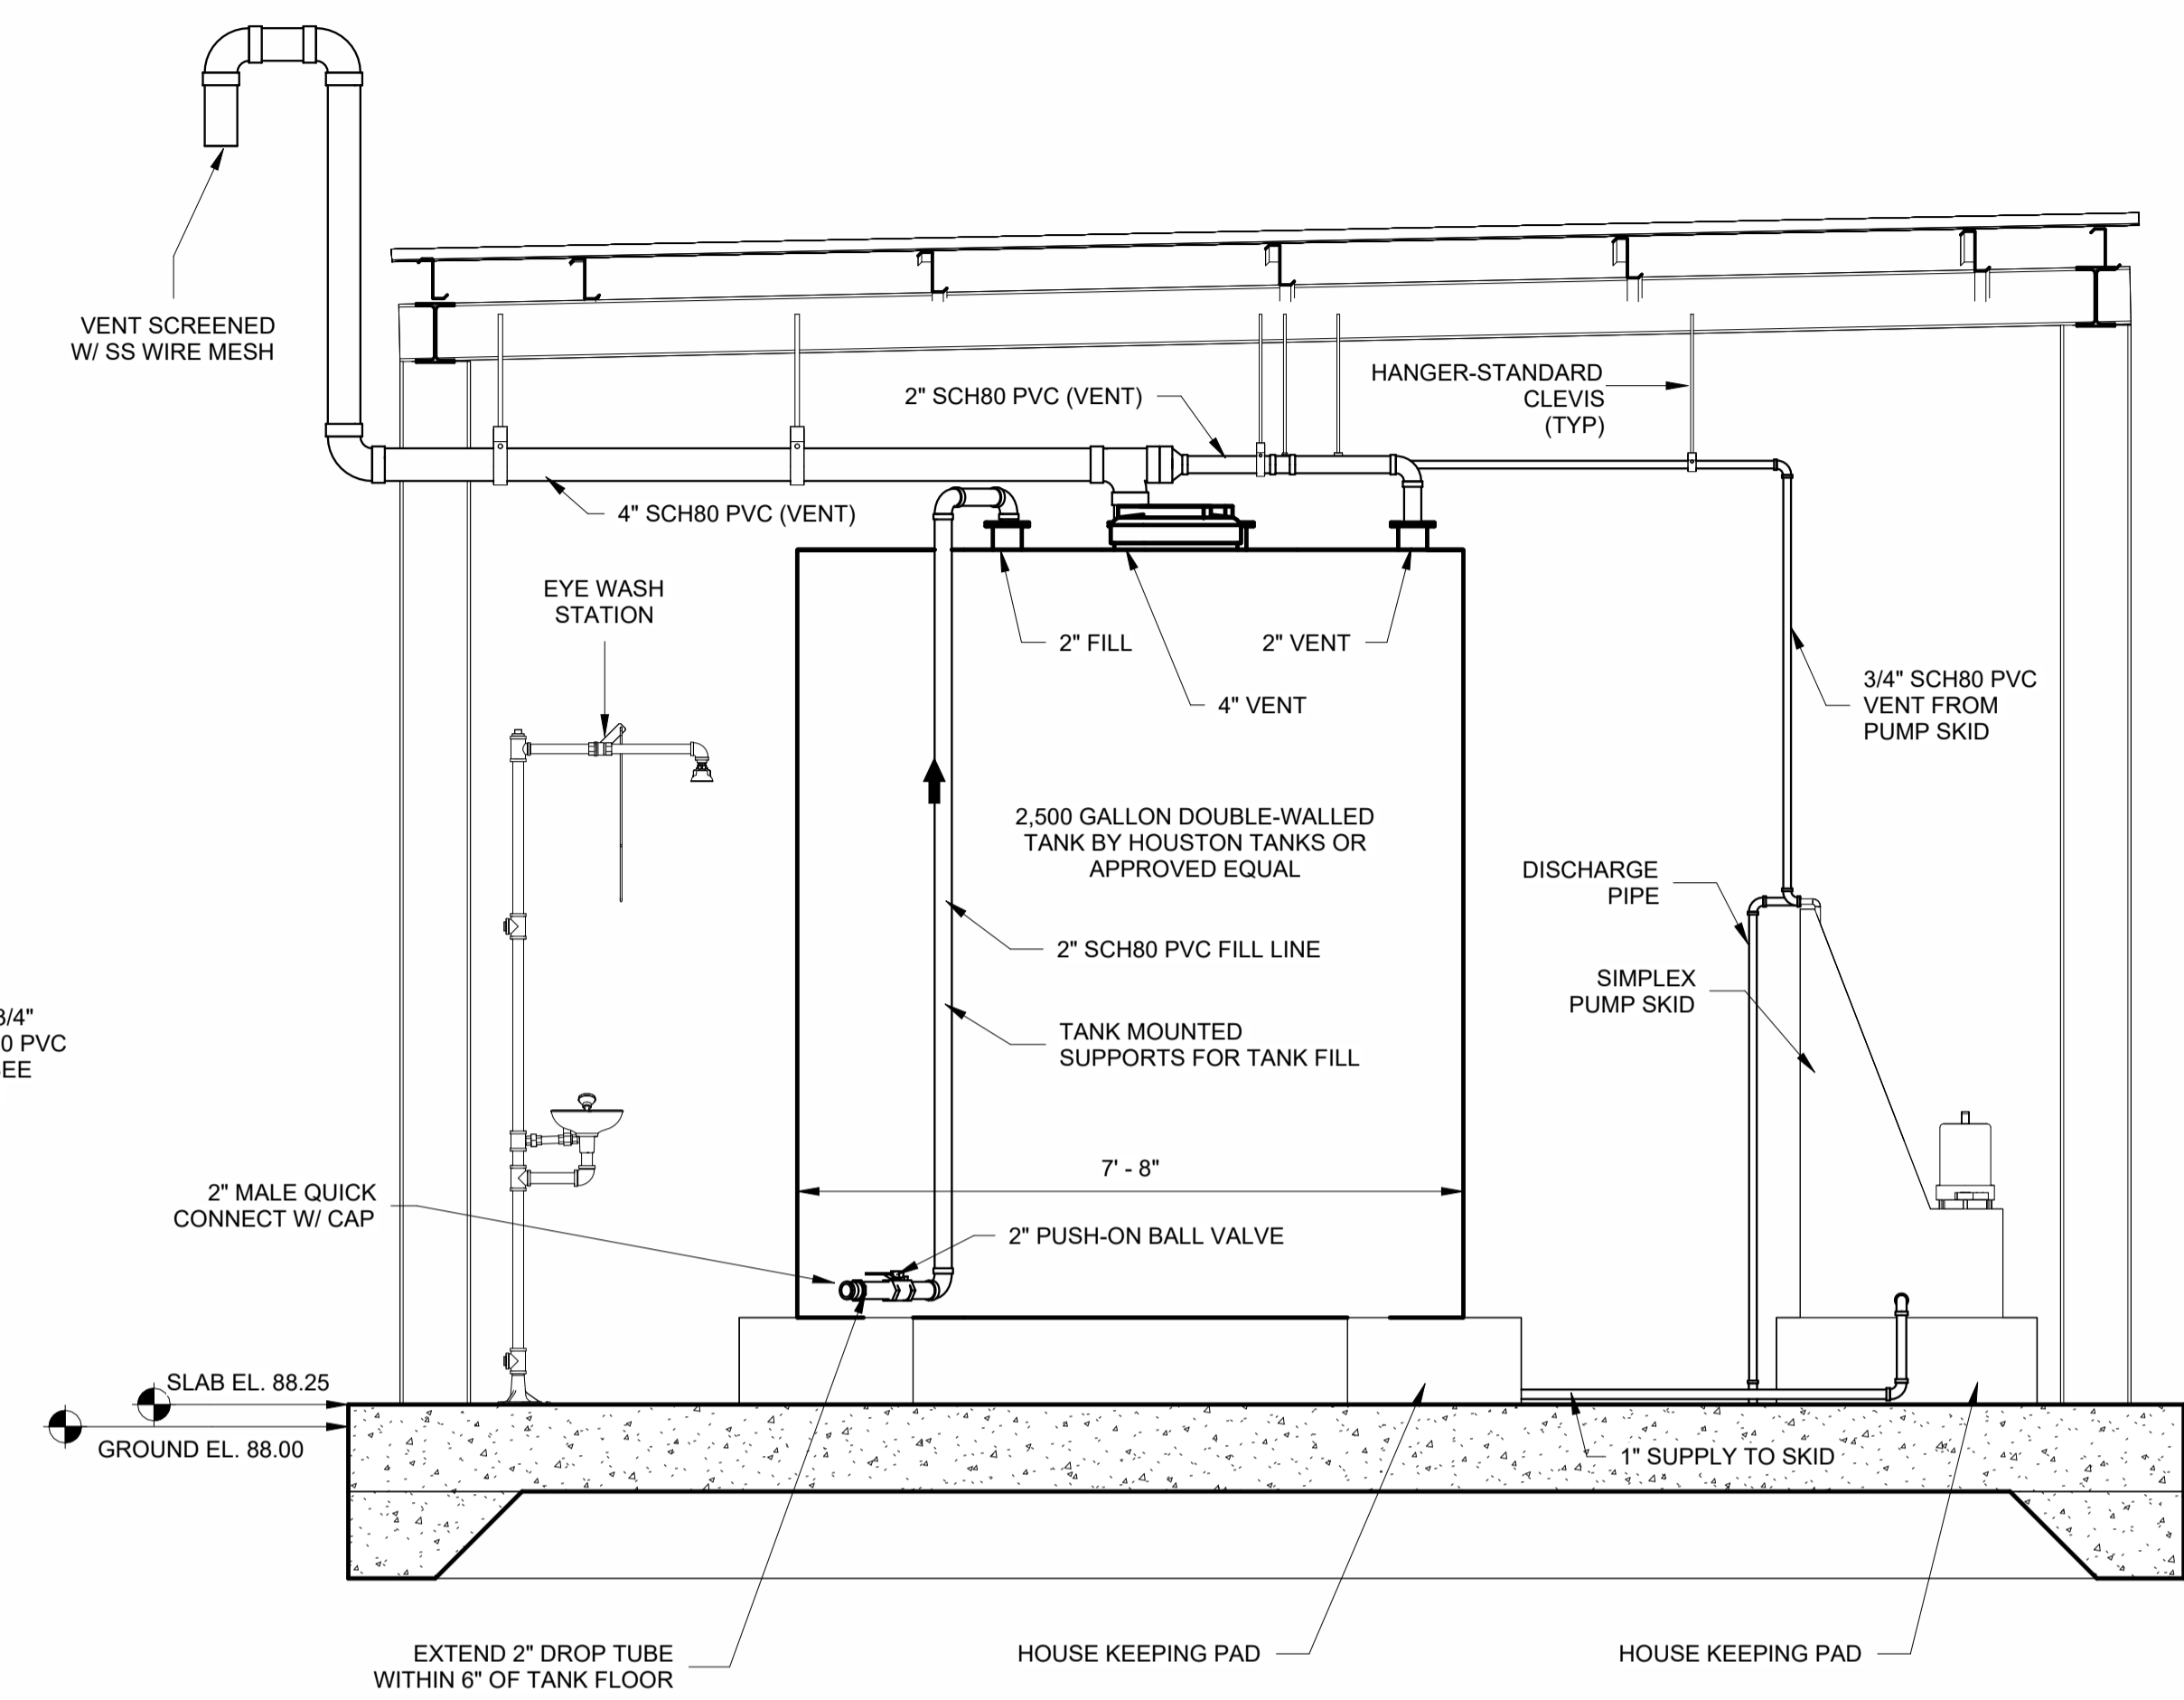 VENT SCREENED
W/ SS WIRE MESH
2" SCH80 PVC (VENT)
HANGER-STANDARD
CLEVIS
(TYP)
4" SCH80 PVC (VENT)
EYE WASH
STATION
2" FILL
2" VENT
4" VENT
3/4" SCH80 PVC
VENT FROM
PUMP SKID
2,500 GALLON DOUBLE-WALLED
TANK BY HOUSTON TANKS OR
APPROVED EQUAL
DISCHARGE
PIPE
2" SCH80 PVC FILL LINE
SIMPLEX
PUMP SKID
3/4"
0 PVC
SEE
TANK MOUNTED
SUPPORTS FOR TANK FILL
7' - 8"
2" MALE QUICK
CONNECT W/ CAP
2" PUSH-ON BALL VALVE
SLAB EL. 88.25
GROUND EL. 88.00
1" SUPPLY TO SKID
EXTEND 2" DROP TUBE
WITHIN 6" OF TANK FLOOR
HOUSE KEEPING PAD
HOUSE KEEPING PAD